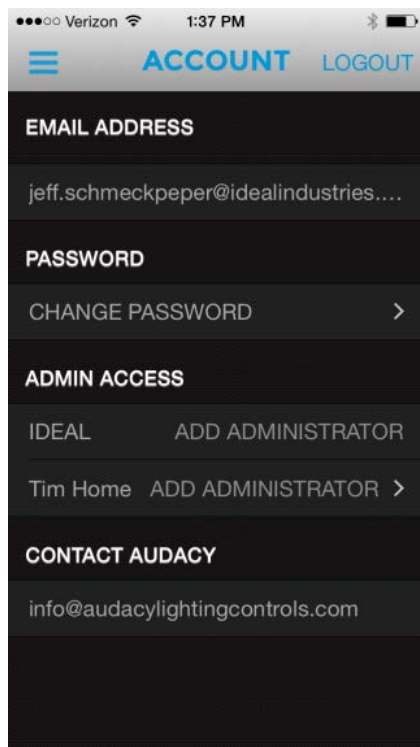 Verizon 1:37 PM
ACCOUNT LOGOUT
EMAIL ADDRESS
jeff.schmeckpeper@idealindustries....
PASSWORD
CHANGE PASSWORD
ADMIN ACCESS
IDEAL ADD ADMINISTRATOR
Tim Home ADD ADMINISTRATOR
CONTACT AUDACY
info@audacylightingcontrols.com